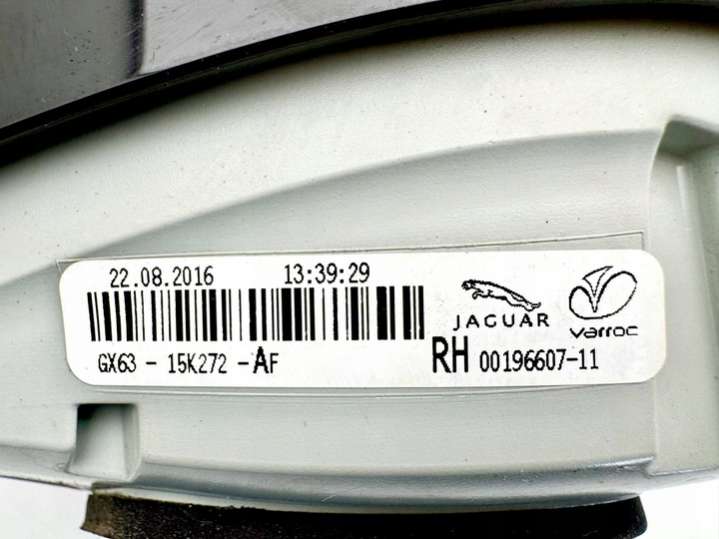 22.08.2016 13:39:29
JAGUAR
varroc
GX63 - 15K272 - AF RH 00196607-11